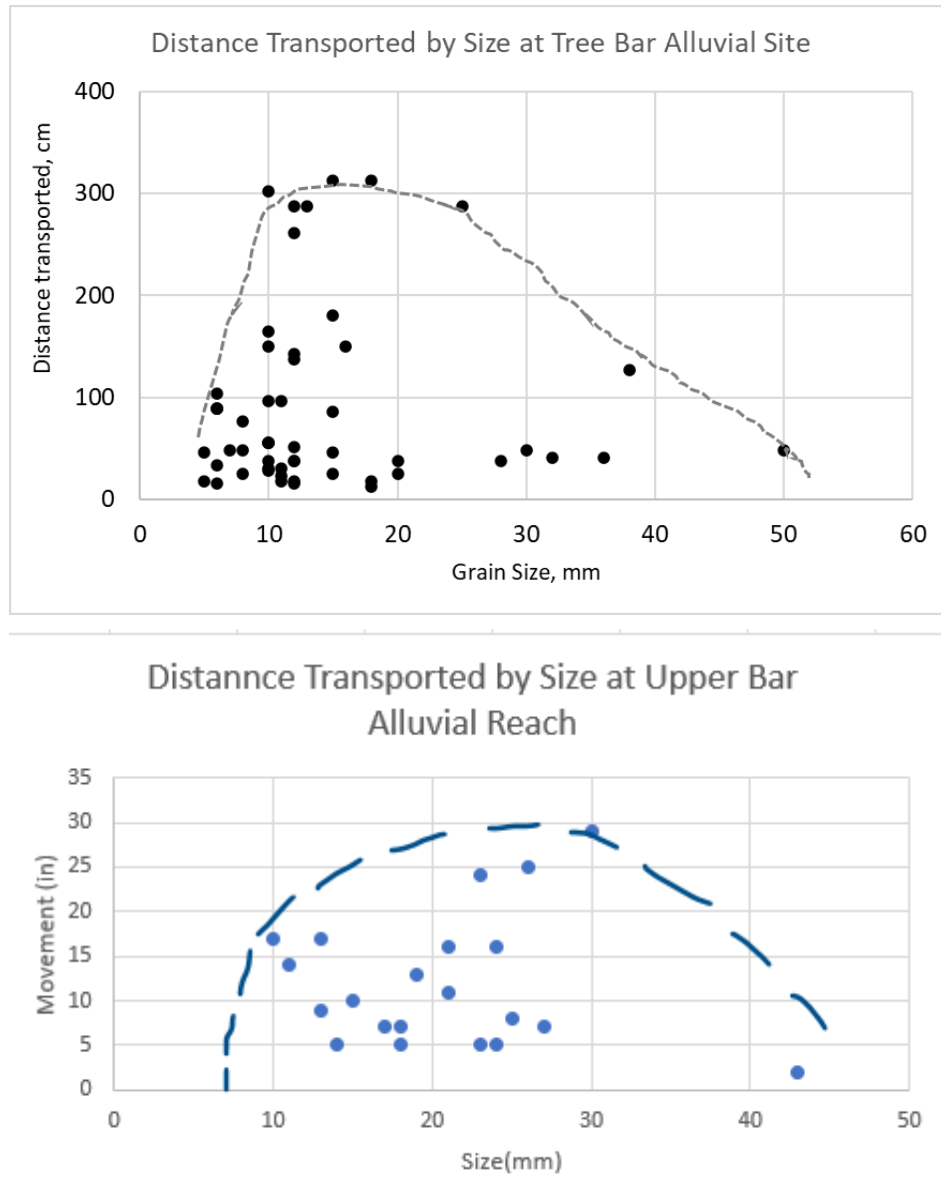 Distance Transported by Size at Tree Bar Alluvial Site
Distance transported, cm
400
300
200
100
0
0 10 20 30 40 50 60
Grain Size, mm
Distannce Transported by Size at Upper Bar
Alluvial Reach
Movement (in)
35
30
25
20
15
10
5
0
0 10 20 30 40 50
Size(mm)